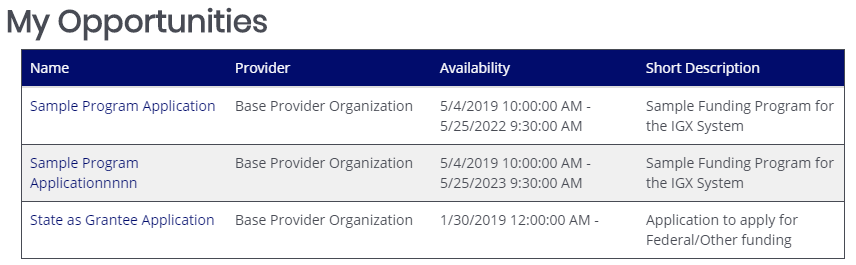 My Opportunities
Name Provider Availability Short Description
Sample Program Application Base Provider Organization 5/4/2019 10:00:00 AM - Sample Funding Program for
5/25/2022 9:30:00 AM the IGX System
Sample Program Base Provider Organization 5/4/2019 10:00:00 AM - Sample Funding Program for
Applicationnnnn 5/25/2023 9:30:00 AM the IGX System
State as Grantee Application Base Provider Organization 1/30/2019 12:00:00 AM - Application to apply for
Federal/Other funding